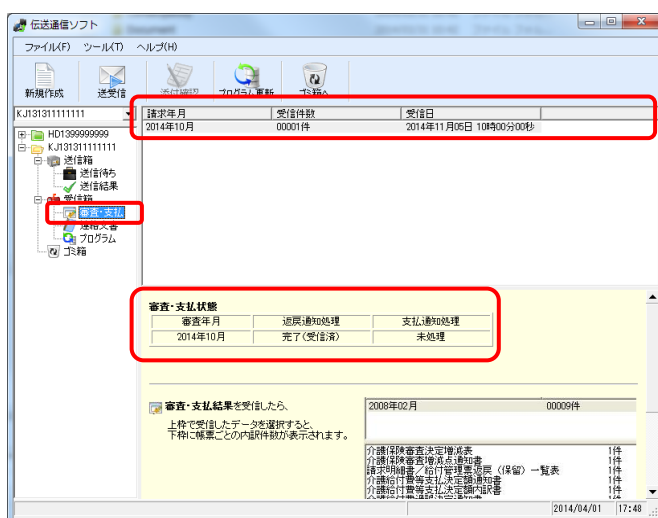 伝送通信ソフト
ファイル(F) ツール(T) ヘルプ(H)
新規作成 送受信 添付確認 プログラム更新 ゴミ箱へ
KJ131311111111
請求年月 受信件数 受信日
2014年10月 00001件 2014年11月05日 10時00分00秒
HD1399999999
KJ131311111111
送信箱
送信待ち
送信結果
受信箱
審査・支払
連絡文書
プログラム
ゴミ箱
審査・支払状態
審査年月 返戻通知処理 支払通知処理
2014年10月 完了(受信済) 未処理
審査・支払結果を受信したら、
上枠で受信したデータを選択すると、
下枠に帳票ごとの内訳件数が表示されます。
2008年02月 00009件
介護保険審査決定増減表 1件
介護保険審査増減点通知書 1件
請求明細書/給付管理票返戻(保留)一覧表 1件
介護給付費等支払決定額通知書 1件
介護給付費等支払決定額内訳書 1件
2014/04/01 17:48